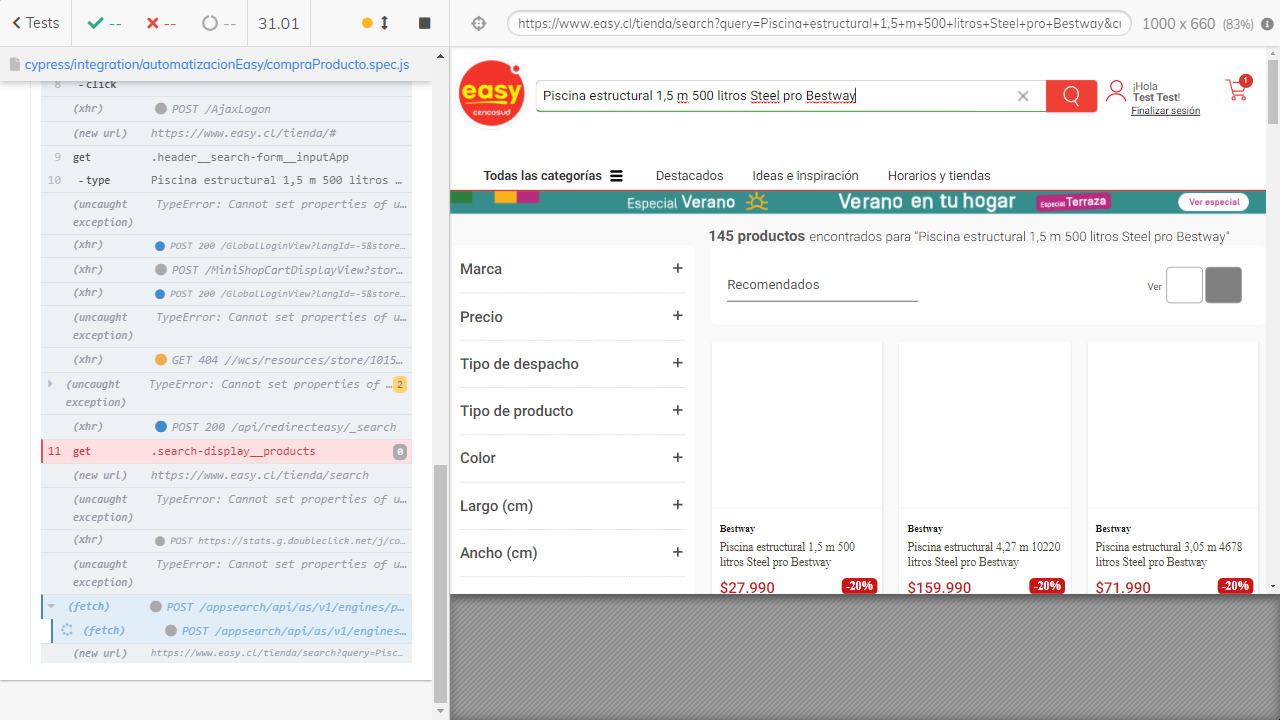 Tests
--
--
--
31.01
https://www.easy.cl/tienda/search?query=Piscina+estructural+1,5+m+500+litros+Steel+pro+Bestway&cu
1000 x 660 (83%)
cypress/integration/automatizacionEasy/compraProducto.spec.js
8 -click
(xhr) POST /AjaxLogon
(new url) https://www.easy.cl/tienda/#
9 get .header__search-form__inputApp
10 -type Piscina estructural 1,5 m 500 litros …
(uncaught exception) TypeError: Cannot set properties of u…
(xhr) POST 200 /GlobalLoginView?langId=-5&store…
(xhr) POST /MiniShopCartDisplayView?stor…
(xhr) POST 200 /GlobalLoginView?langId=-5&store…
(uncaught exception) TypeError: Cannot set properties of u…
(xhr) GET 404 //wcs/resources/store/1015…
(uncaught exception) TypeError: Cannot set properties of … 2
(xhr) POST 200 /api/redirecteasy/_search
11 get .search-display__products 0
(new url) https://www.easy.cl/tienda/search
(uncaught exception) TypeError: Cannot set properties of u…
(xhr) POST https://stats.g.doubleclick.net/j/co…
(uncaught exception) TypeError: Cannot set properties of u…
(fetch) POST /appsearch/api/as/v1/engines/p…
(fetch) POST /appsearch/api/as/v1/engines…
(new url) https://www.easy.cl/tienda/search?query=Pisc…
easy
cencosud
Piscina estructural 1,5 m 500 litros Steel pro Bestway
¡Hola
Test Test!
Finalizar sesión
1
Todas las categorías
Destacados
Ideas e inspiración
Horarios y tiendas
Especial Verano
Verano en tu hogar
Especial Terraza
Ver especial
145 productos encontrados para "Piscina estructural 1,5 m 500 litros Steel pro Bestway"
Marca +
Precio +
Tipo de despacho +
Tipo de producto +
Color +
Largo (cm) +
Ancho (cm) +
Recomendados
Ver
Bestway
Piscina estructural 1,5 m 500
litros Steel pro Bestway
$27.990
-20%
Bestway
Piscina estructural 4,27 m 10220
litros Steel pro Bestway
$159.990
-20%
Bestway
Piscina estructural 3,05 m 4678
litros Steel pro Bestway
$71.990
-20%